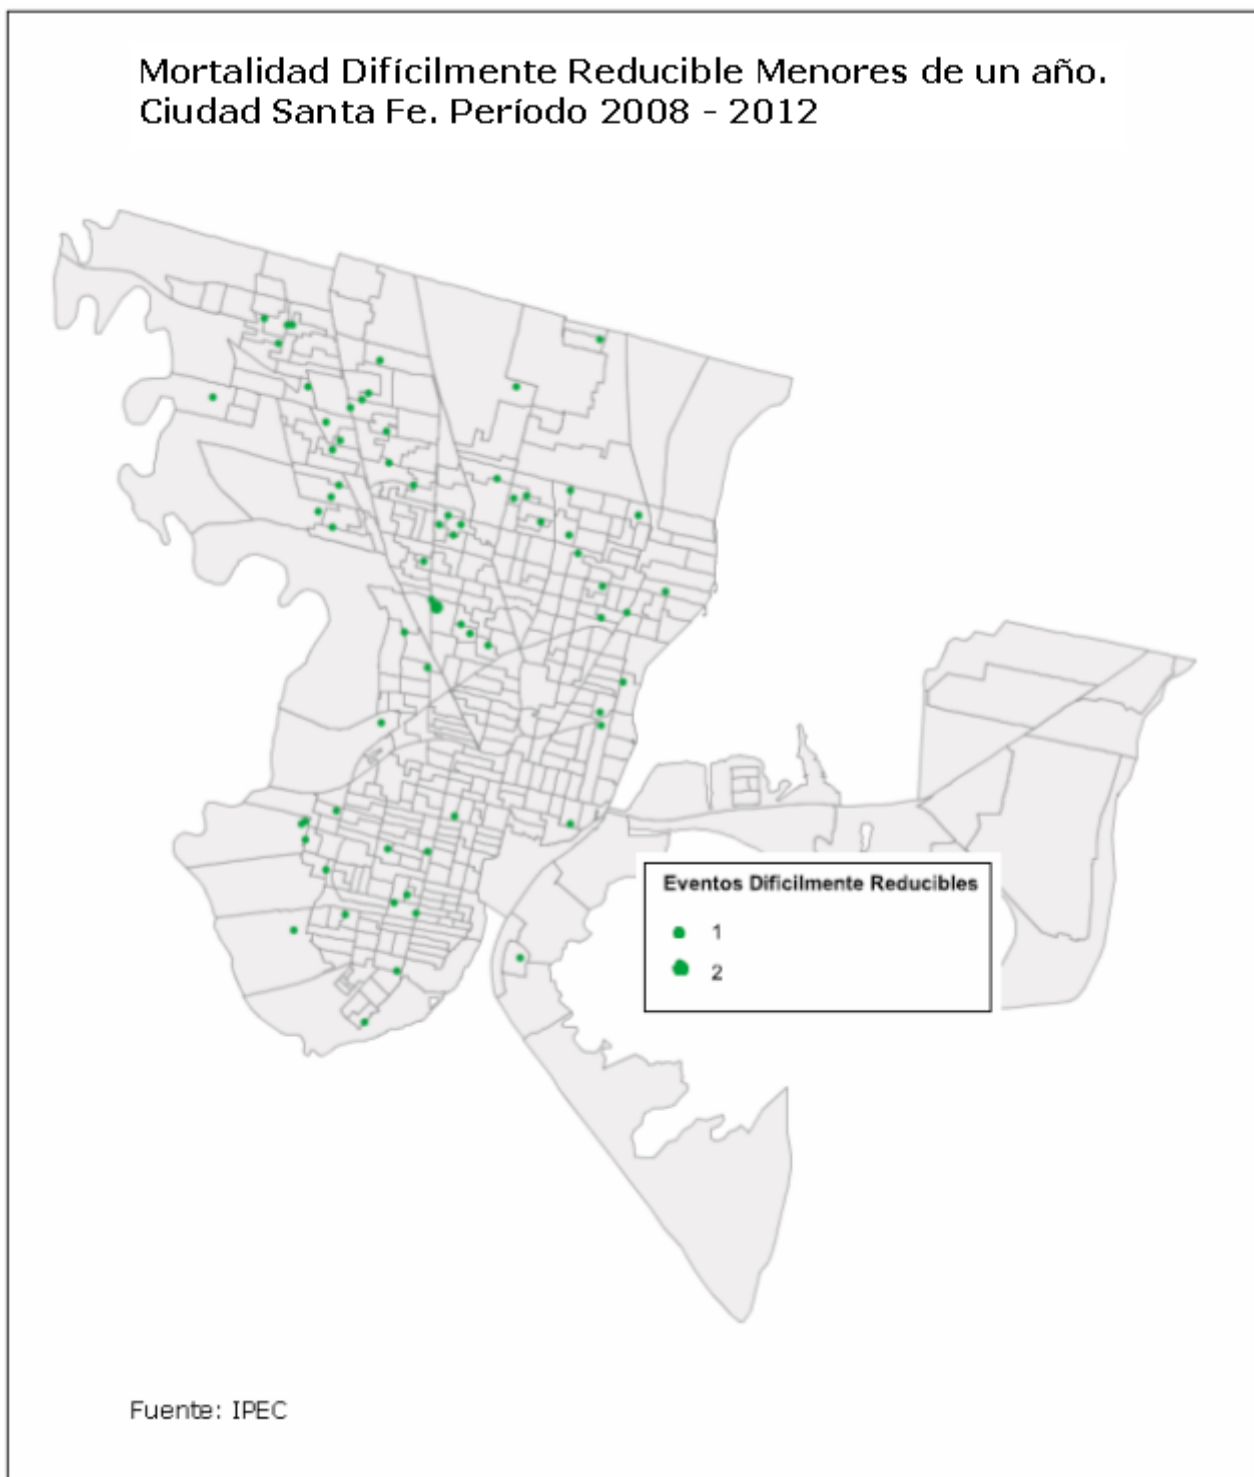 Mortalidad Difícilmente Reducible Menores de un año.
Ciudad Santa Fe. Período 2008 - 2012
Eventos Dificilmente Reducibles
1
2
Fuente: IPEC